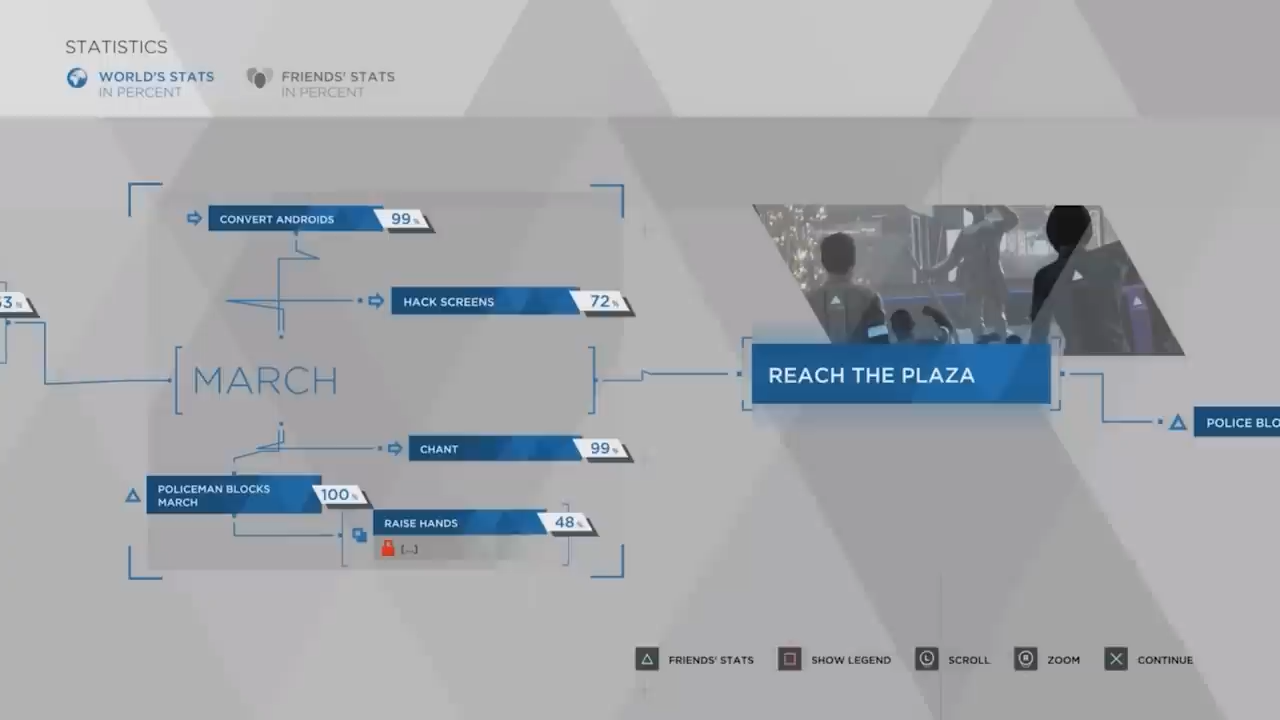 STATISTICS
WORLD'S STATS
IN PERCENT
FRIENDS' STATS
IN PERCENT
CONVERT ANDROIDS
99%
HACK SCREENS
72%
MARCH
CHANT
99%
POLICEMAN BLOCKS
MARCH
100%
RAISE HANDS
48%
[...]
REACH THE PLAZA
POLICE BLO
FRIENDS' STATS
SHOW LEGEND
L
SCROLL
R
ZOOM
CONTINUE